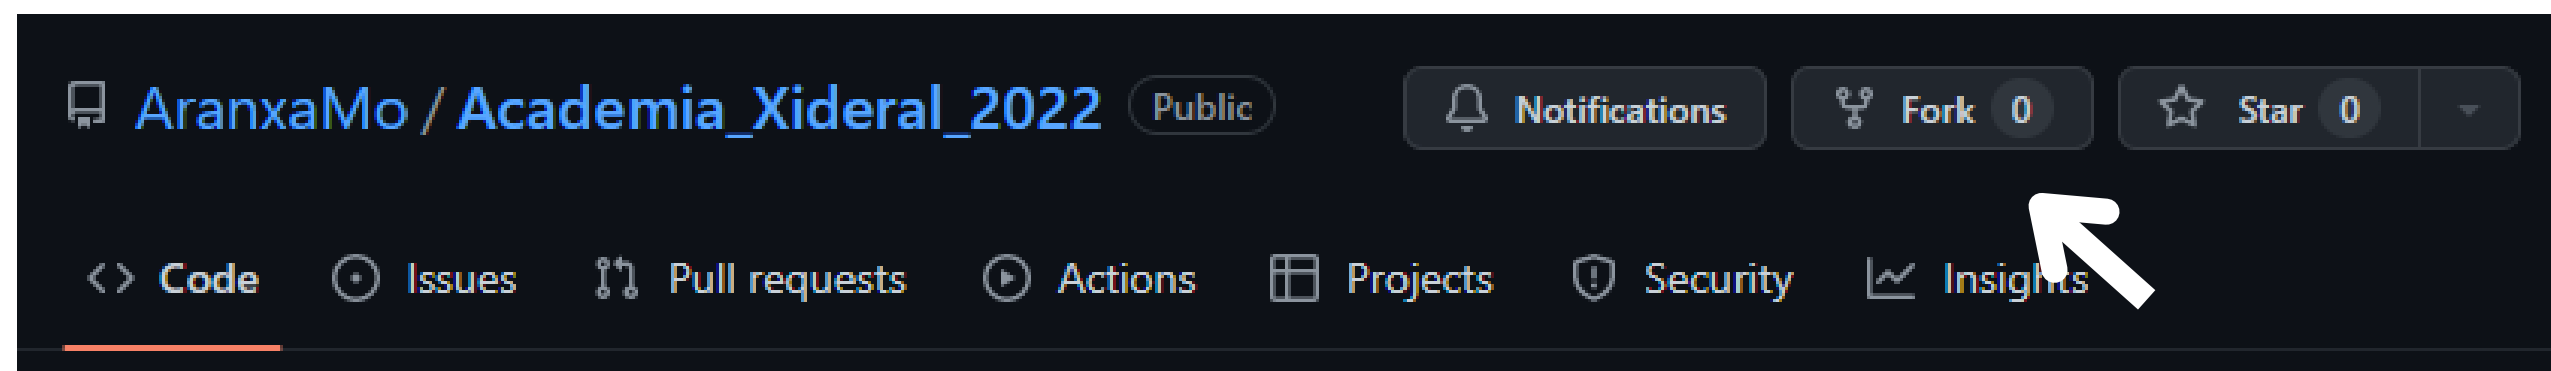 AranxaMo / Academia_Xideral_2022 Public Notifications Fork 0 Star 0
Code Issues Pull requests Actions Projects Security Insights